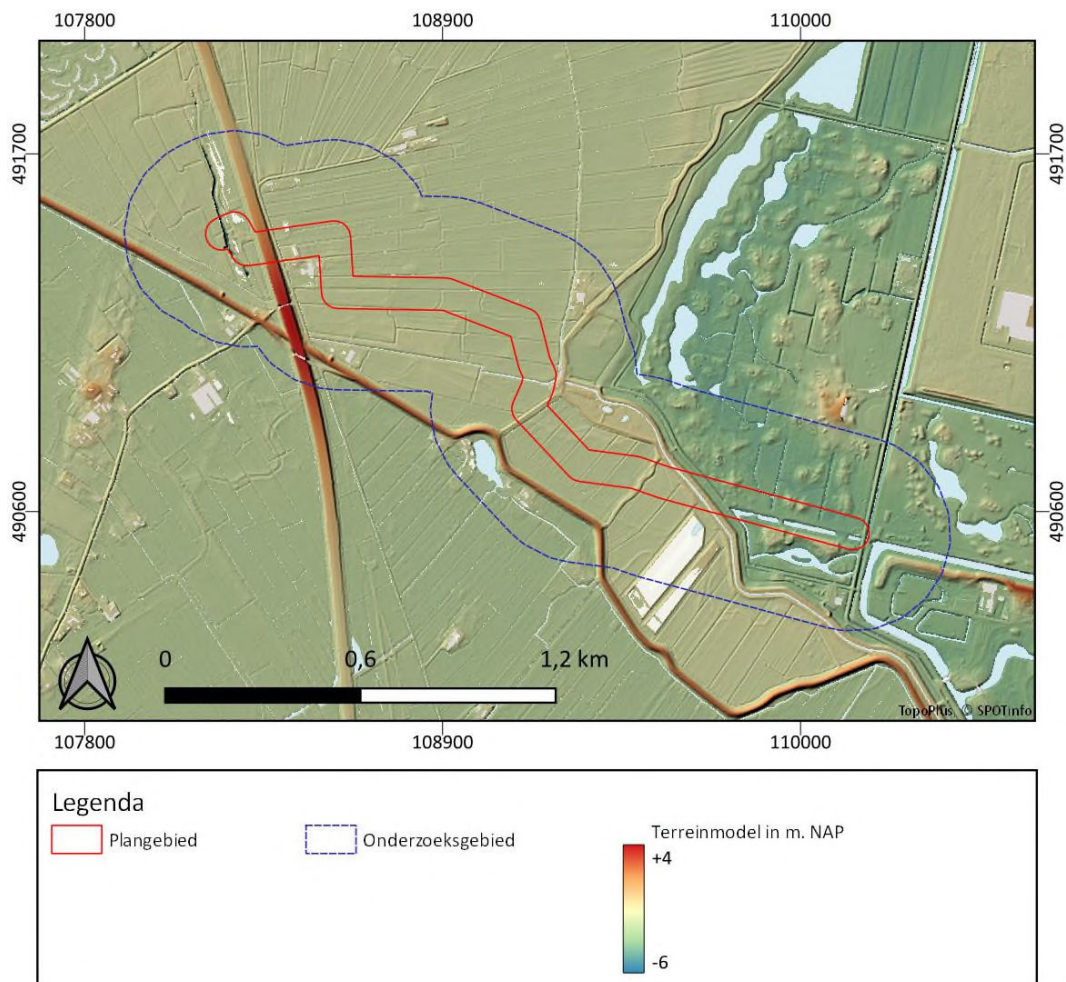 107800 108900 110000
491700 491700
490600 490600
0 0,6 1,2 km
TopoPlus, © SPOTinfo
107800 108900 110000
Legenda
Plangebied Onderzoeksgebied Terreinmodel in m. NAP
+4
-6